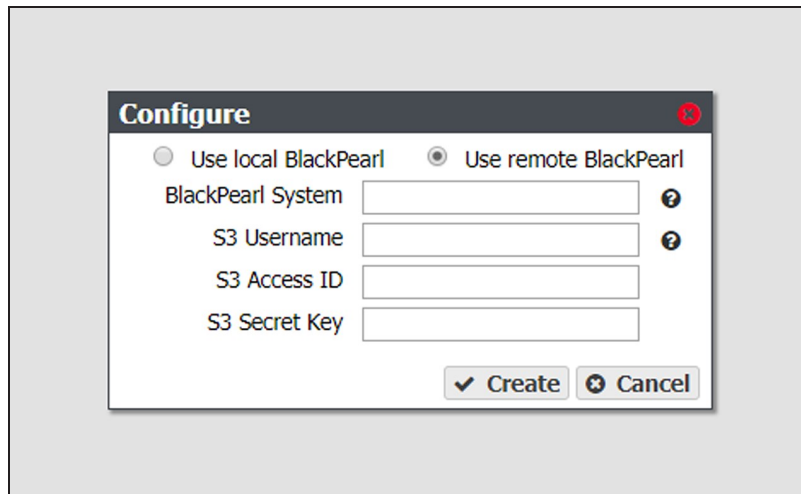 Configure
Use local BlackPearl Use remote BlackPearl
BlackPearl System
S3 Username
S3 Access ID
S3 Secret Key
Create Cancel